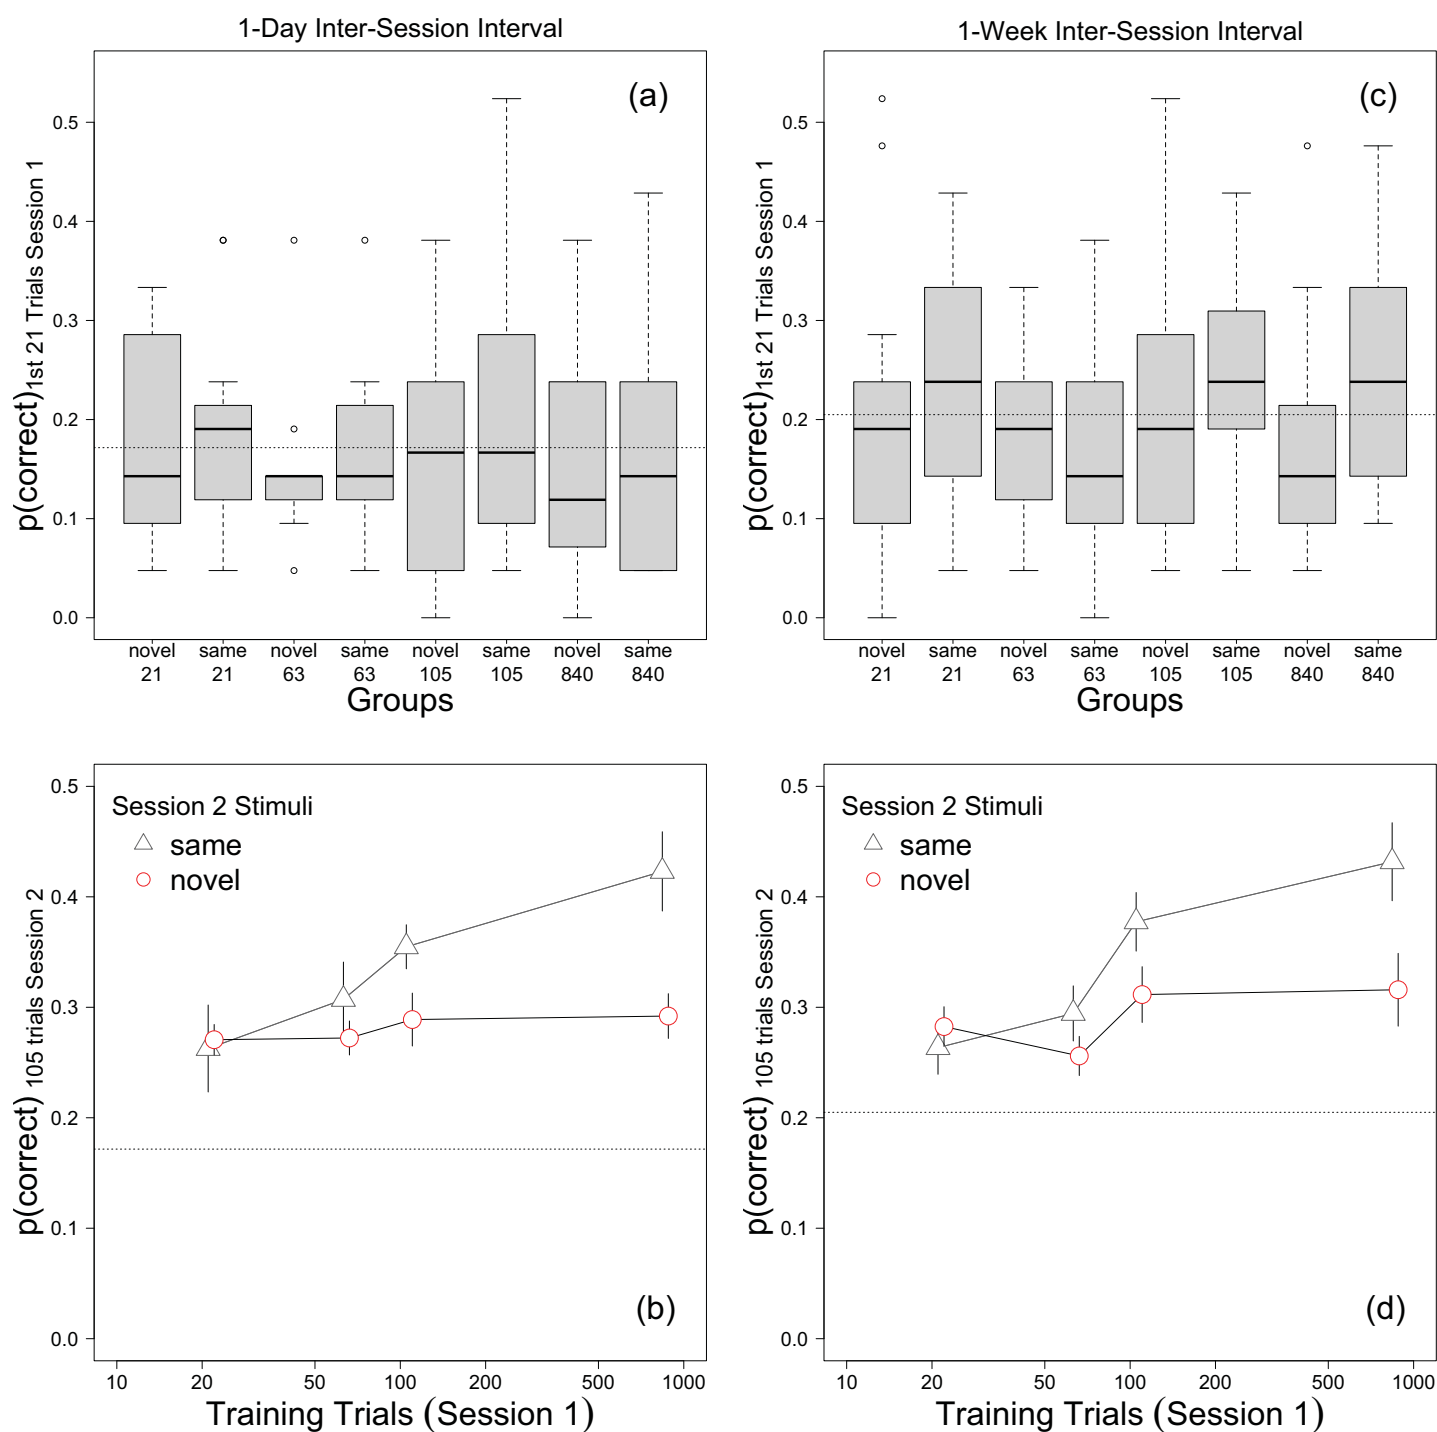 1-Day Inter-Session Interval
(a)
p(correct)1st 21 Trials Session 1
0.5
0.4
0.3
0.2
0.1
0.0
novel same novel same novel same novel same
21 21 63 63 105 105 840 840
Groups
1-Week Inter-Session Interval
(c)
p(correct)1st 21 Trials Session 1
0.5
0.4
0.3
0.2
0.1
0.0
novel same novel same novel same novel same
21 21 63 63 105 105 840 840
Groups
Session 2 Stimuli
same
novel
(b)
p(correct) 105 trials Session 2
0.5
0.4
0.3
0.2
0.1
0.0
10 20 50 100 200 500 1000
Training Trials (Session 1)
Session 2 Stimuli
same
novel
(d)
p(correct) 105 trials Session 2
0.5
0.4
0.3
0.2
0.1
0.0
10 20 50 100 200 500 1000
Training Trials (Session 1)